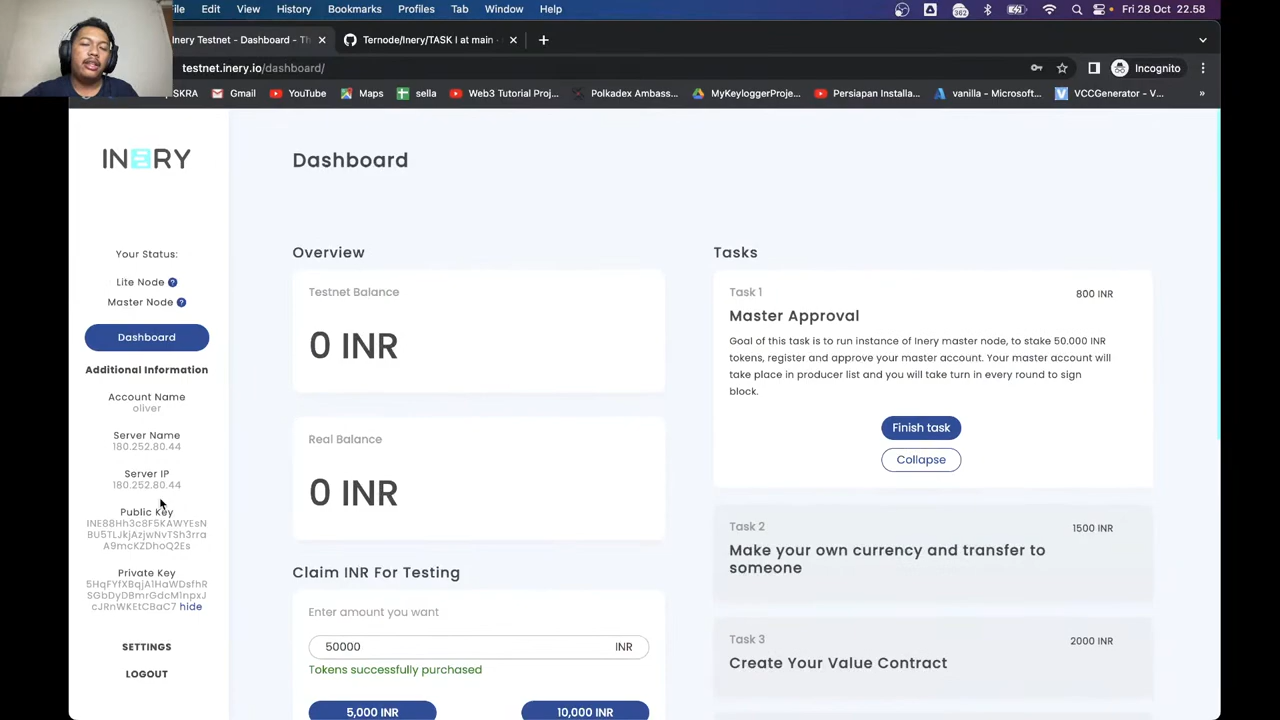 File Edit View History Bookmarks Profiles Tab Window Help
362
Fri 28 Oct 22.58
Inery Testnet - Dashboard - Th
Ternode/Inery/TASK I at main ·
testnet.inery.io/dashboard/
Incognito
SKRA
Gmail
YouTube
Maps
sella
Web3 Tutorial Proj...
Polkadex Ambass...
MyKeyloggerProje...
Persiapan Installa...
vanilla - Microsoft...
VCCGenerator - V...
»
INERY
Your Status:
Lite Node ?
Master Node ?
Dashboard
Additional Information
Account Name
oliver
Server Name
180.252.80.44
Server IP
180.252.80.44
Public Key
INE88Hh3c8F5KAWYEsN
BU5TLJkjAzjwNvTSh3rra
A9mcKZDhoQ2Es
Private Key
hide
SETTINGS
LOGOUT
Dashboard
Overview
Testnet Balance
0 INR
Real Balance
0 INR
Claim INR For Testing
Enter amount you want
50000 INR
Tokens successfully purchased
5,000 INR
10,000 INR
Tasks
Task 1
800 INR
Master Approval
Goal of this task is to run instance of Inery master node, to stake 50.000 INR
tokens, register and approve your master account. Your master account will
take place in producer list and you will take turn in every round to sign
block.
Finish task
Collapse
Task 2
1500 INR
Make your own currency and transfer to
someone
Task 3
2000 INR
Create Your Value Contract